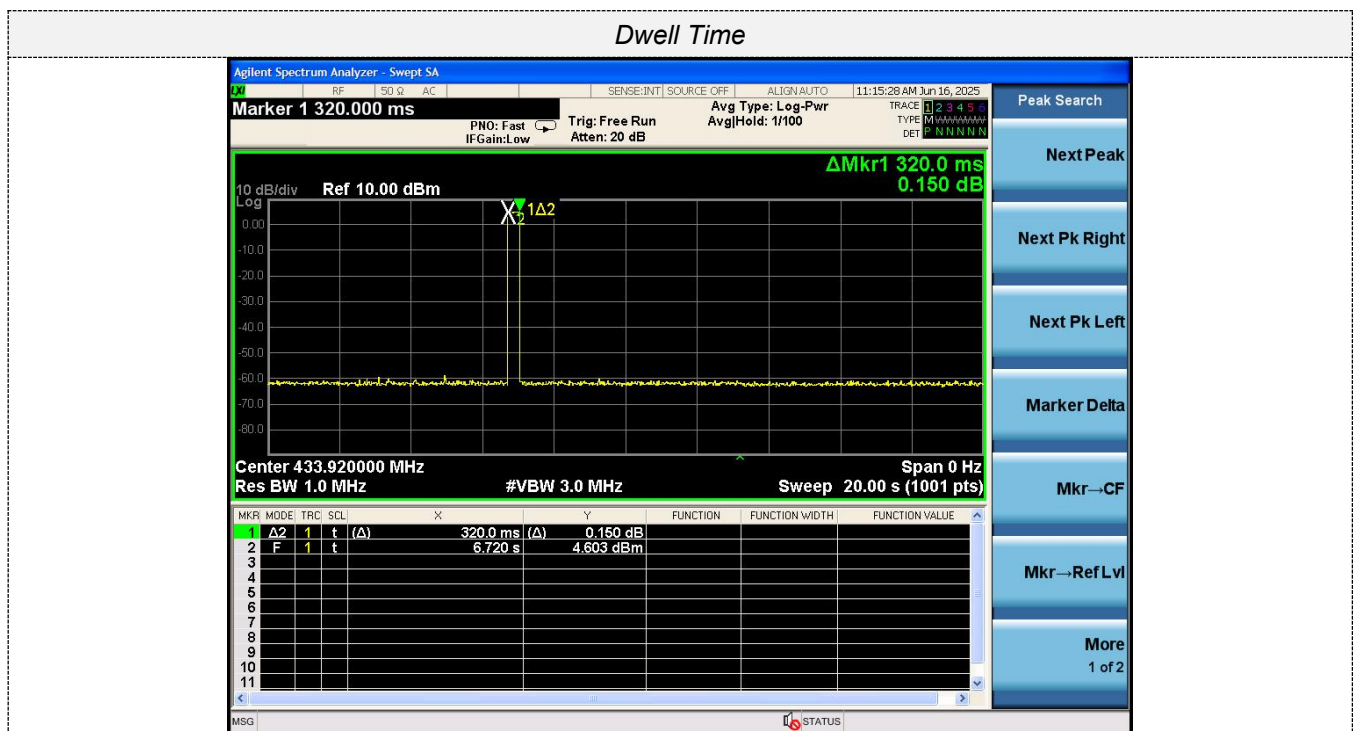 Dwell Time
Agilent Spectrum Analyzer - Swept SA
LXI RF 50 Ω AC SENSE:INT SOURCE OFF ALIGN AUTO 11:15:28 AM Jun 16, 2025
Marker 1 320.000 ms
PNO: Fast
IFGain:Low
Trig: Free Run
Atten: 20 dB
Avg Type: Log-Pwr
Avg|Hold: 1/100
TRACE 1 2 3 4 5 6
TYPE M
DET P N N N N N
ΔMkr1 320.0 ms
0.150 dB
10 dB/div Ref 10.00 dBm
Log
1Δ2
2
0.00
-10.0
-20.0
-30.0
-40.0
-50.0
-60.0
-70.0
-80.0
Center 433.920000 MHz Span 0 Hz
Res BW 1.0 MHz #VBW 3.0 MHz Sweep 20.00 s (1001 pts)
MKR MODE TRC SCL X Y FUNCTION FUNCTION WIDTH FUNCTION VALUE
1 Δ2 1 t (Δ) 320.0 ms (Δ) 0.150 dB
2 F 1 t 6.720 s 4.603 dBm
3
4
5
6
7
8
9
10
11
MSG STATUS
Peak Search
Next Peak
Next Pk Right
Next Pk Left
Marker Delta
Mkr→CF
Mkr→Ref Lvl
More
1 of 2